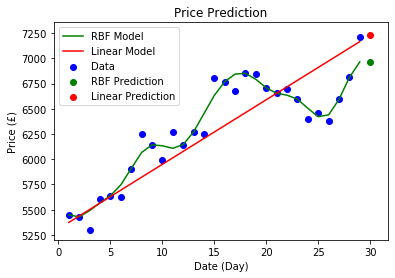 Price Prediction
RBF Model
Linear Model
Data
RBF Prediction
Linear Prediction
Price (£)
7250
7000
6750
6500
6250
6000
5750
5500
5250
0 5 10 15 20 25 30
Date (Day)